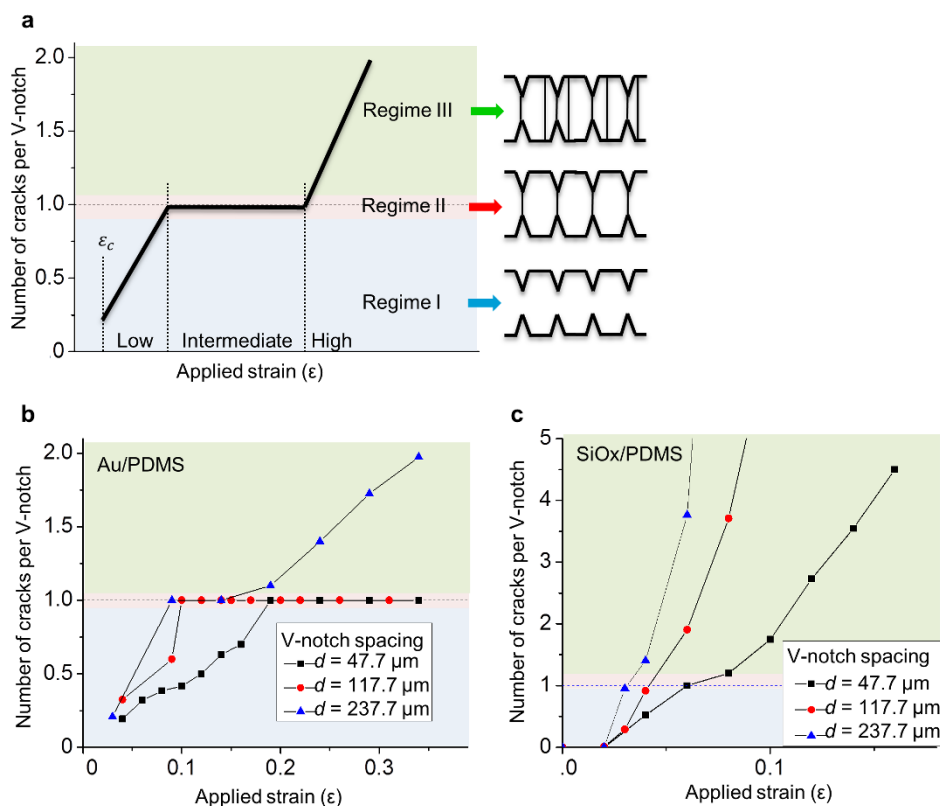 a
Number of cracks per V-notch
2.0
1.5
1.0
0.5
0
εc
Low
Intermediate
High
Applied strain (ε)
Regime III
Regime II
Regime I
b
Number of cracks per V-notch
2.0
1.5
1.0
0.5
0
Au/PDMS
V-notch spacing
d = 47.7 µm
d = 117.7 µm
d = 237.7 µm
0 0.1 0.2 0.3
Applied strain (ε)
c
Number of cracks per V-notch
5
4
3
2
1
0
SiOx/PDMS
V-notch spacing
d = 47.7 µm
d = 117.7 µm
d = 237.7 µm
.0 0.1
Applied strain (ε)